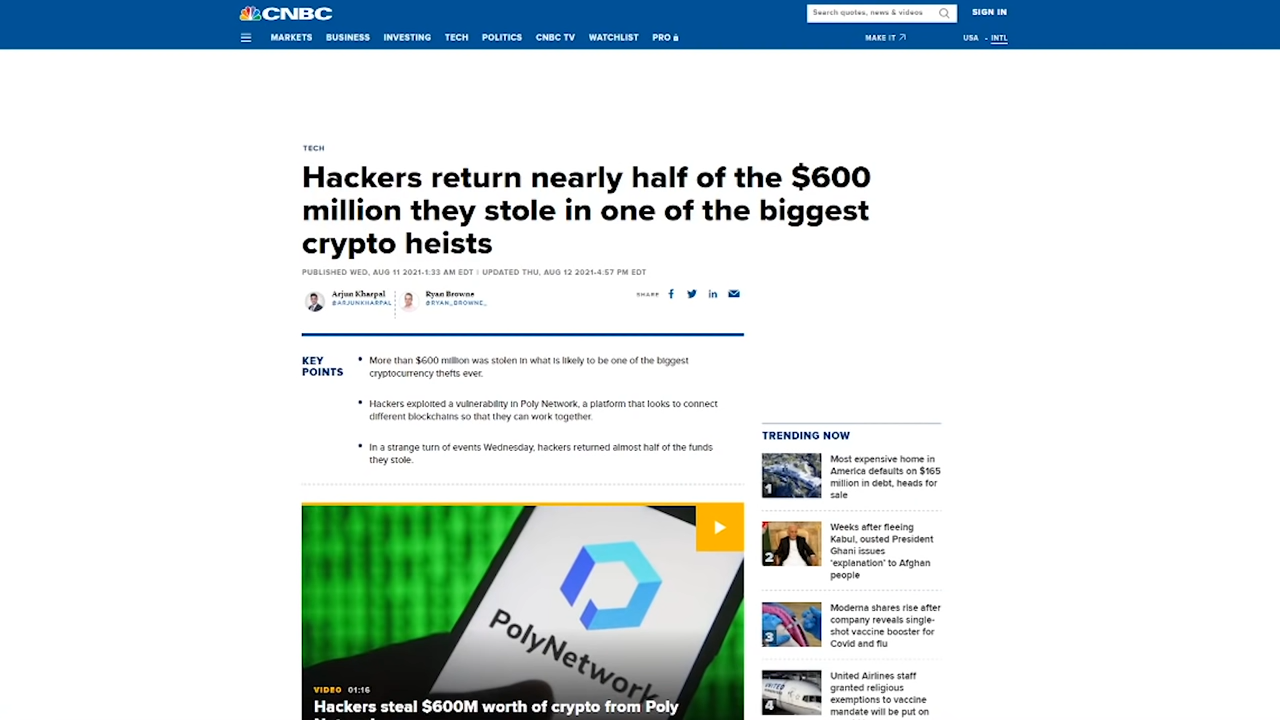 CNBC
Search quotes, news & videos
SIGN IN
MARKETS BUSINESS INVESTING TECH POLITICS CNBC TV WATCHLIST PRO
MAKE IT
USA • INTL
TECH
Hackers return nearly half of the $600
million they stole in one of the biggest
crypto heists
PUBLISHED WED, AUG 11 2021-1:33 AM EDT | UPDATED THU, AUG 12 2021-4:57 PM EDT
Arjun Kharpal
@ARJUNKHARPAL
Ryan Browne
@RYAN_BROWNE_
SHARE
KEY
POINTS
• More than $600 million was stolen in what is likely to be one of the biggest
cryptocurrency thefts ever.
• Hackers exploited a vulnerability in Poly Network, a platform that looks to connect
different blockchains so that they can work together.
• In a strange turn of events Wednesday, hackers returned almost half of the funds
they stole.
PolyNetwork
VIDEO 01:16
Hackers steal $600M worth of crypto from Poly
TRENDING NOW
1
Most expensive home in
America defaults on $165
million in debt, heads for
sale
2
Weeks after fleeing
Kabul, ousted President
Ghani issues
'explanation' to Afghan
people
3
Moderna shares rise after
company reveals single-
shot vaccine booster for
Covid and flu
4
UNITED
United Airlines staff
granted religious
exemptions to vaccine
mandate will be put on